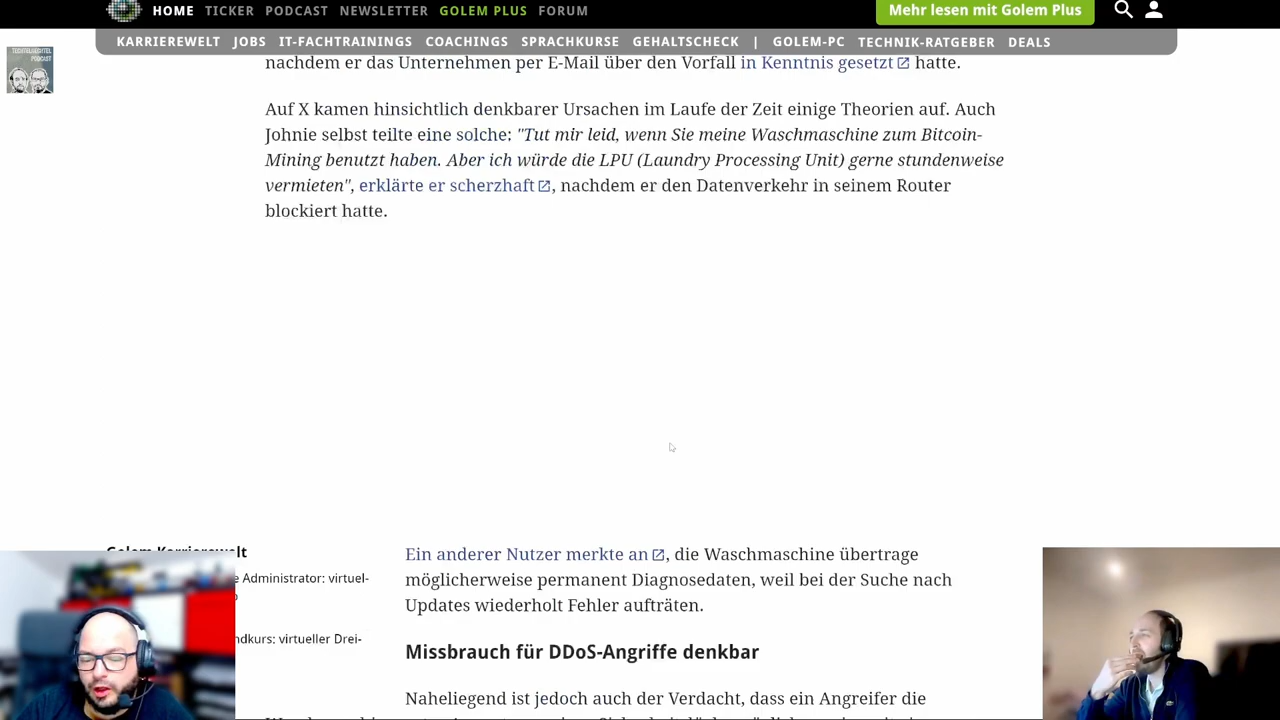 HOME TICKER PODCAST NEWSLETTER GOLEM PLUS FORUM
Mehr lesen mit Golem Plus
KARRIEREWELT JOBS IT-FACHTRAININGS COACHINGS SPRACHKURSE GEHALTSCHECK | GOLEM-PC TECHNIK-RATGEBER DEALS
PODCAST
nachdem er das Unternehmen per E-Mail über den Vorfall in Kenntnis gesetzt hatte.
Auf X kamen hinsichtlich denkbarer Ursachen im Laufe der Zeit einige Theorien auf. Auch
Johnie selbst teilte eine solche: "Tut mir leid, wenn Sie meine Waschmaschine zum Bitcoin-
Mining benutzt haben. Aber ich würde die LPU (Laundry Processing Unit) gerne stundenweise
vermieten", erklärte er scherzhaft, nachdem er den Datenverkehr in seinem Router
blockiert hatte.
Golem Karrierewelt
e Administrator: virtuel-
ndkurs: virtueller Drei-
Ein anderer Nutzer merkte an, die Waschmaschine übertrage
möglicherweise permanent Diagnosedaten, weil bei der Suche nach
Updates wiederholt Fehler aufträten.
Missbrauch für DDoS-Angriffe denkbar
Naheliegend ist jedoch auch der Verdacht, dass ein Angreifer die